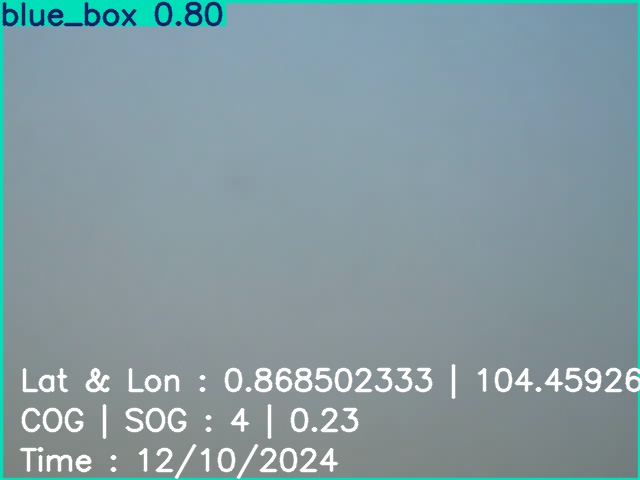 blue_box 0.80
Lat & Lon : 0.868502333 | 104.45926
COG | SOG : 4 | 0.23
Time : 12/10/2024